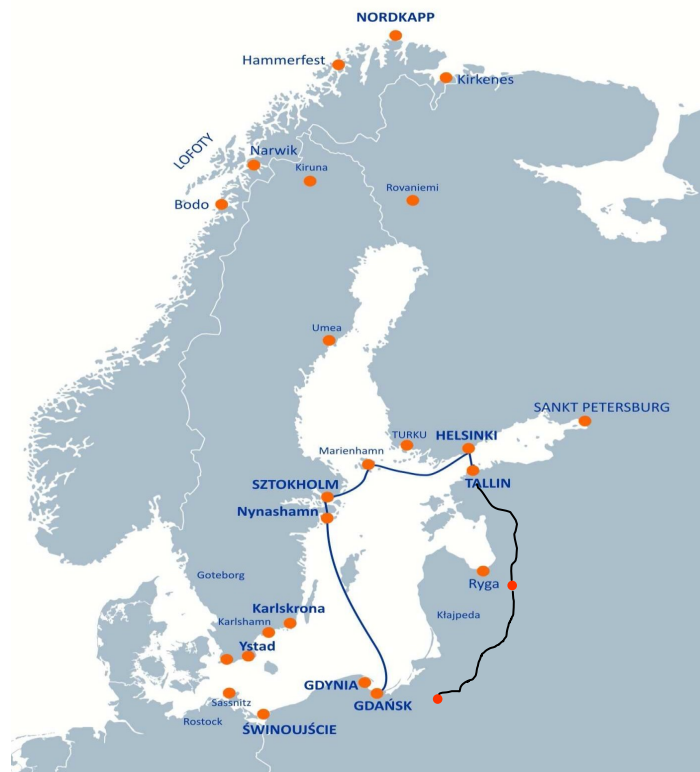 NORDKAPP
Hammerfest
Kirkenes
LOFOTY
Narwik
Kiruna
Rovaniemi
Bodo
Umea
SANKT PETERSBURG
TURKU
HELSINKI
Marienhamn
SZTOKHOLM
TALLIN
Nynashamn
Goteborg
Ryga
Karlskrona
Kłajpeda
Karlshamn
Ystad
GDYNIA
GDAŃSK
Sassnitz
Rostock
ŚWINOUJŚCIE